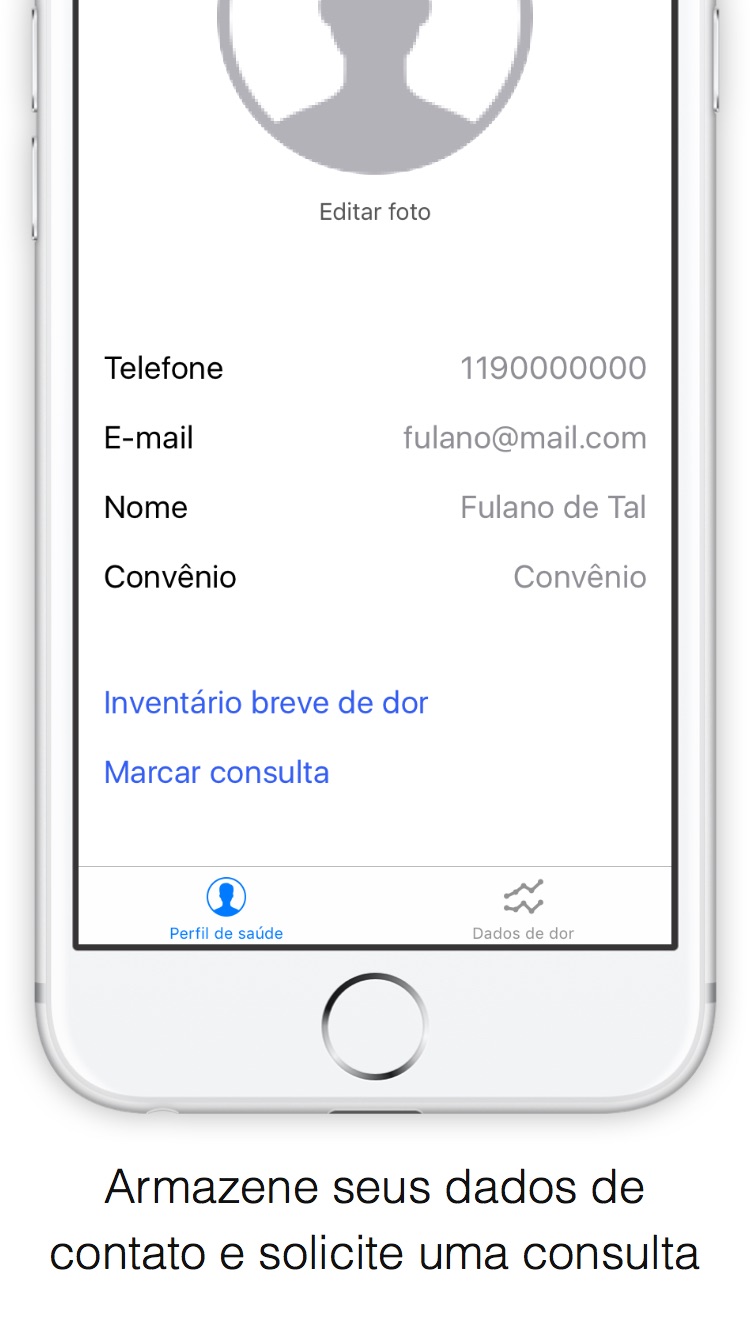 Editar foto
Telefone 1190000000
E-mail fulano@mail.com
Nome Fulano de Tal
Convênio Convênio
Inventário breve de dor
Marcar consulta
Perfil de saúde Dados de dor
Armazene seus dados de
contato e solicite uma consulta